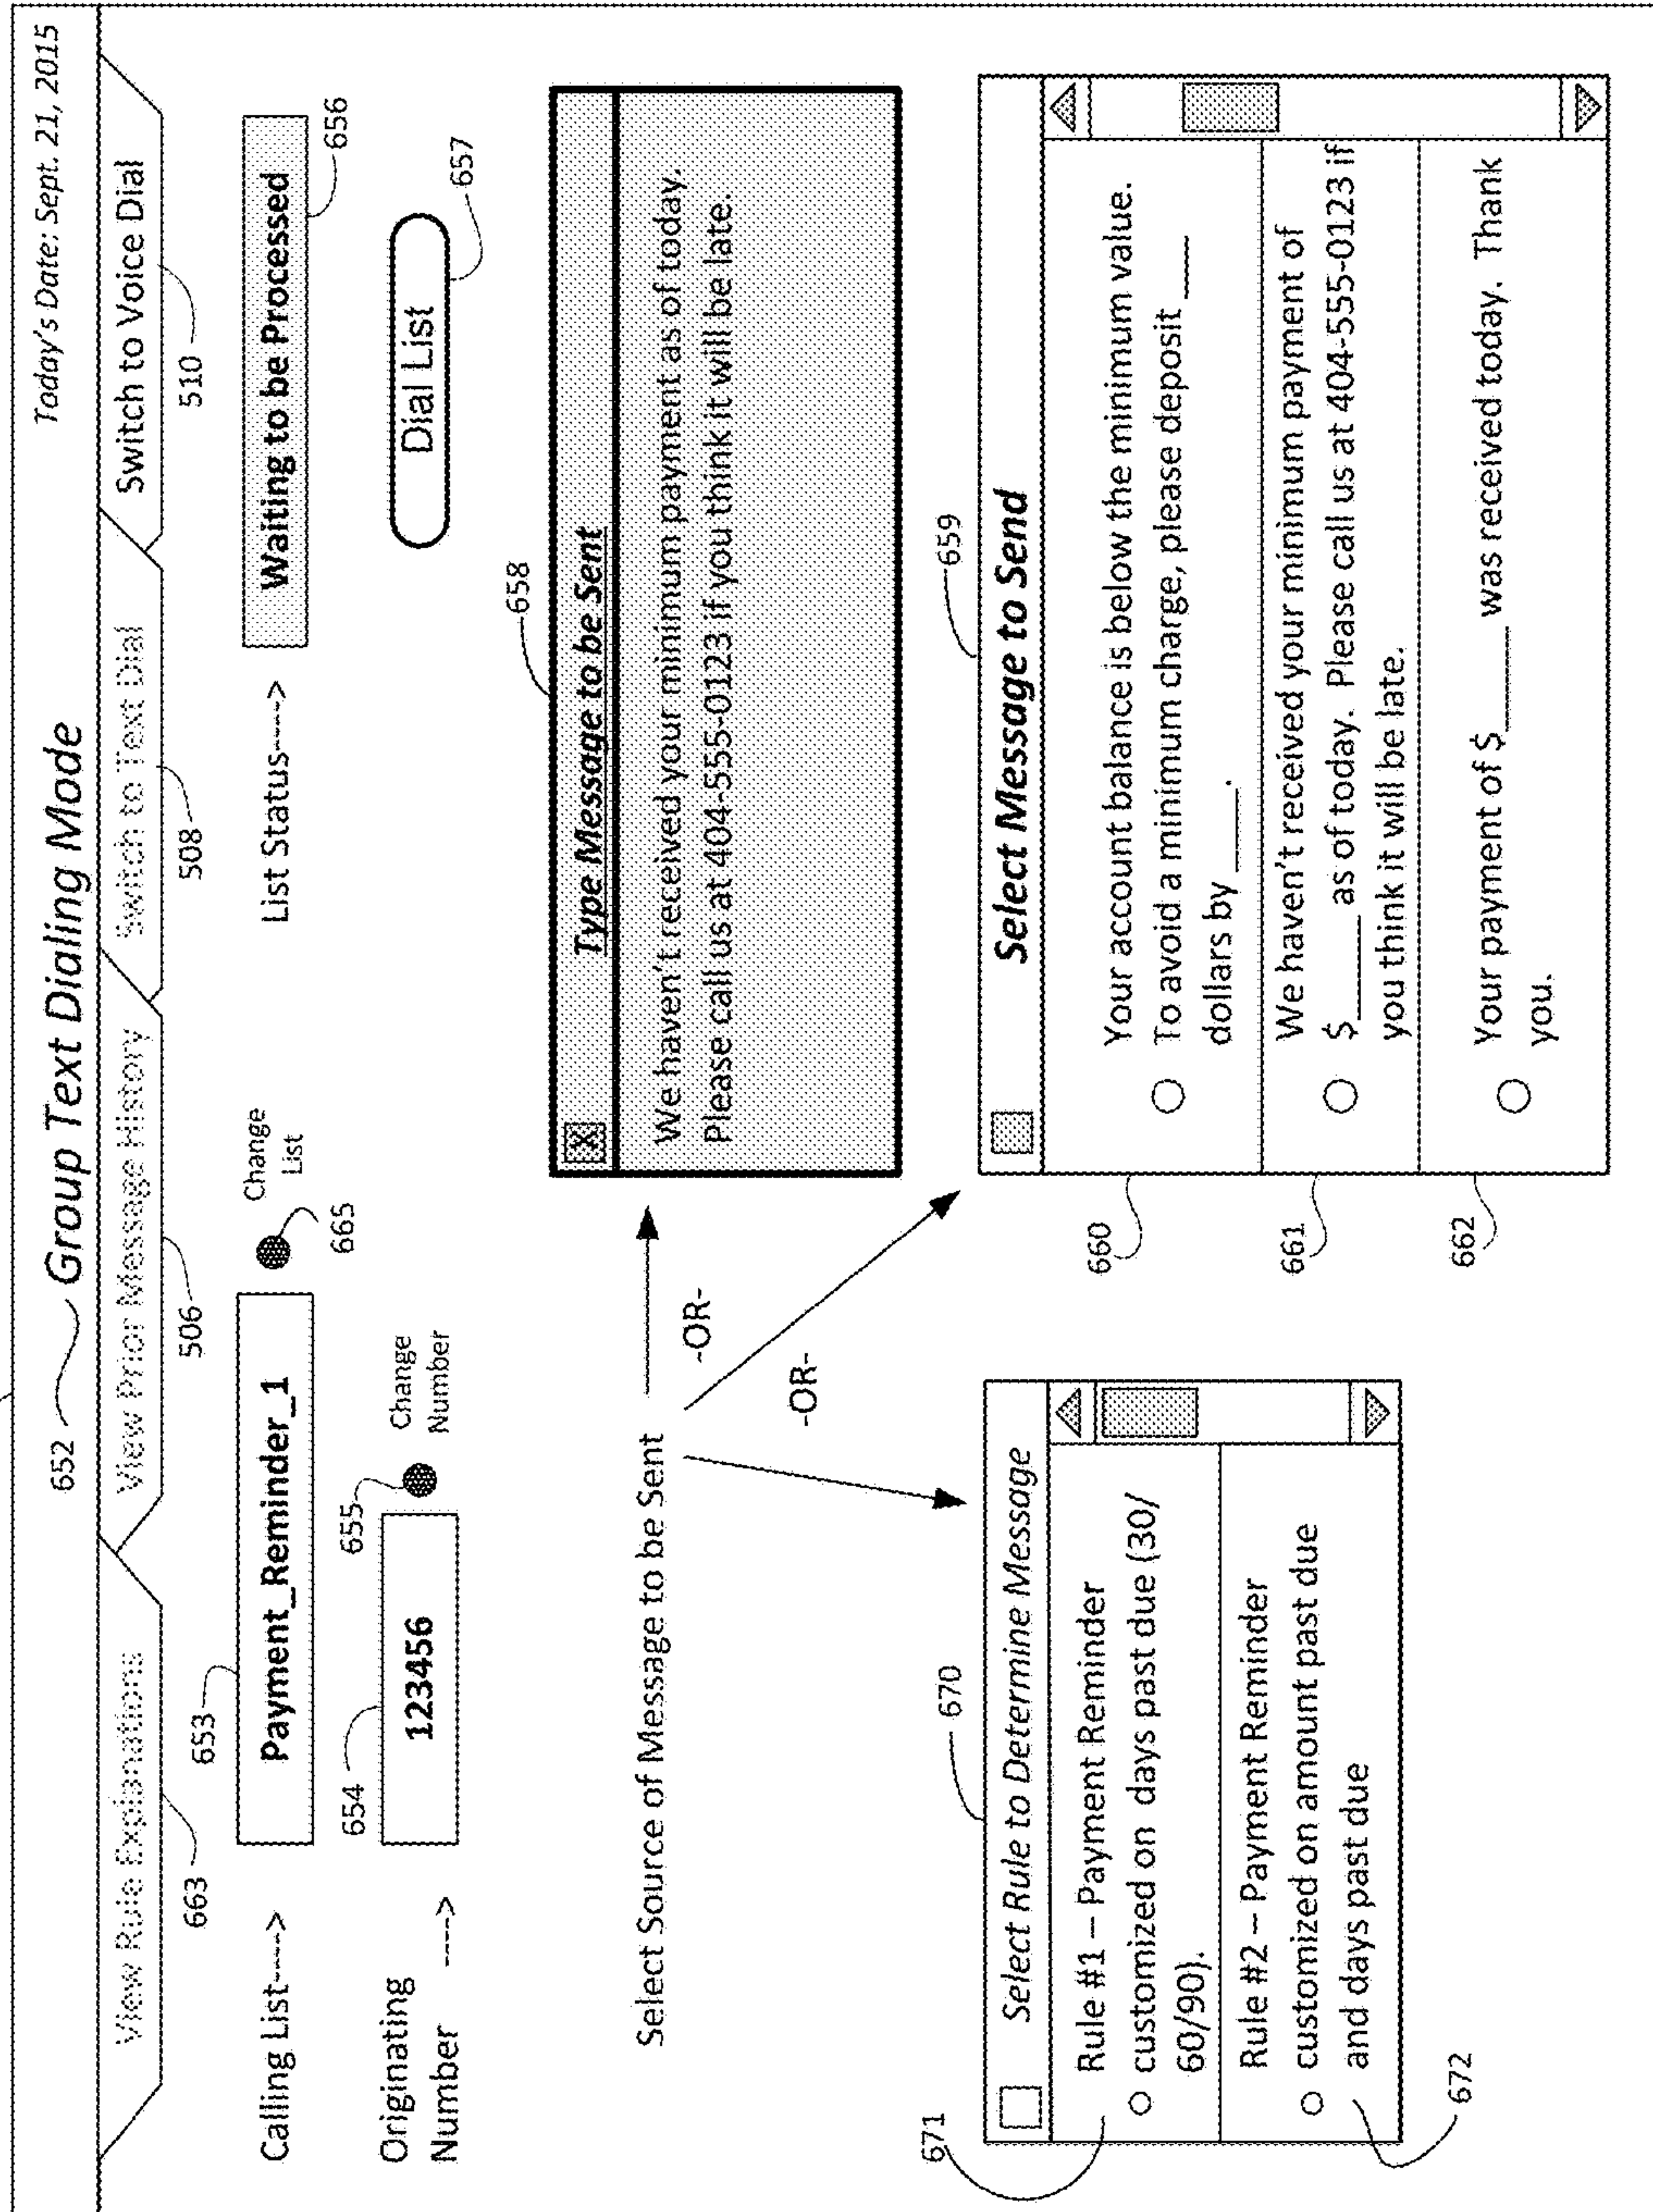 Today's Date: Sept. 21, 2015
652 Group Text Dialing Mode
View Rule Explanations
View Prior Message History
Switch to Text Dial
Switch to Voice Dial
663
506
508
510
653
Calling List---->
Payment_Reminder_1
Change
List
665
List Status---->
Waiting to be Processed
656
654
655
Originating
Number ---->
123456
Change
Number
Dial List
657
658
Select Source of Message to be Sent
-OR-
-OR-
X
Type Message to be Sent
We haven't received your minimum payment as of today.
Please call us at 404-555-0123 if you think it will be late.
670
Select Rule to Determine Message
671
Rule #1 – Payment Reminder
customized on days past due (30/
60/90).
Rule #2 – Payment Reminder
customized on amount past due
and days past due
672
659
Select Message to Send
660
Your account balance is below the minimum value.
To avoid a minimum charge, please deposit ____
dollars by ____.
661
We haven't received your minimum payment of
$____ as of today. Please call us at 404-555-0123 if
you think it will be late.
662
Your payment of $_____ was received today. Thank
you.